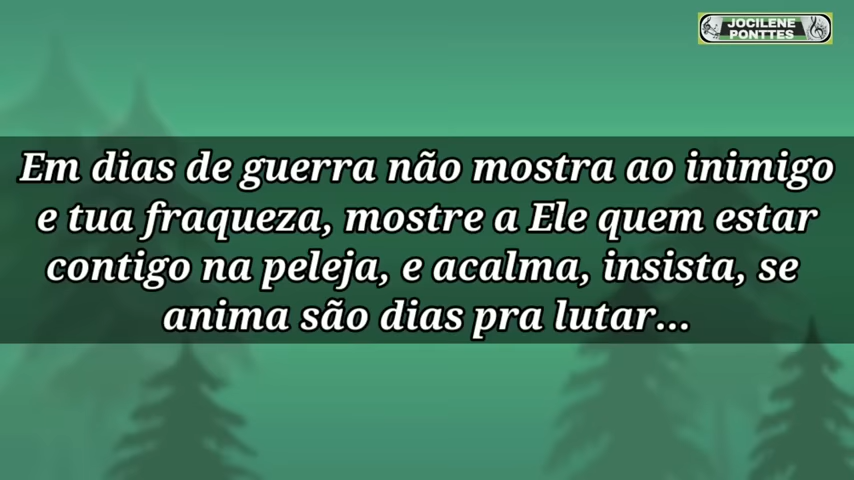 JOCILENE
PONTTES
Em dias de guerra não mostra ao inimigo
e tua fraqueza, mostre a Ele quem estar
contigo na peleja, e acalma, insista, se
anima são dias pra lutar...